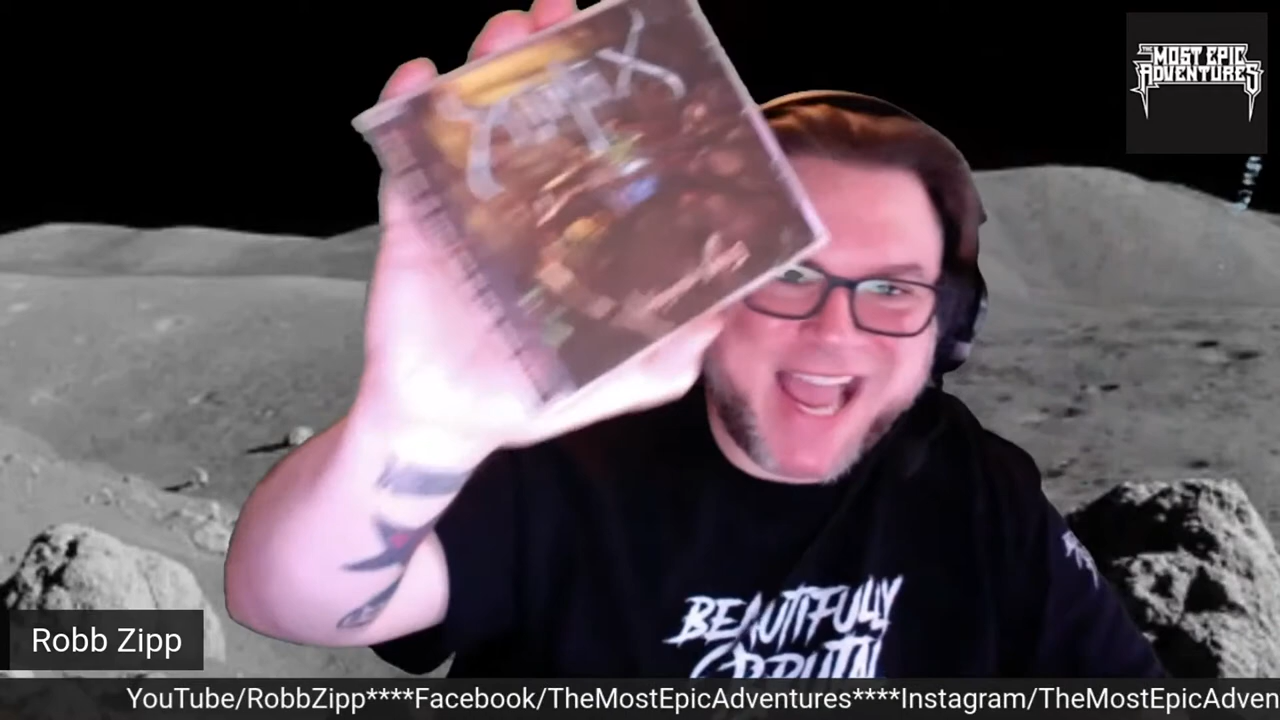 THE
MOST EPIC
ADVENTURES
BEAUTIFULLY
Robb Zipp
YouTube/RobbZipp****Facebook/TheMostEpicAdventures****Instagram/TheMostEpicAdven